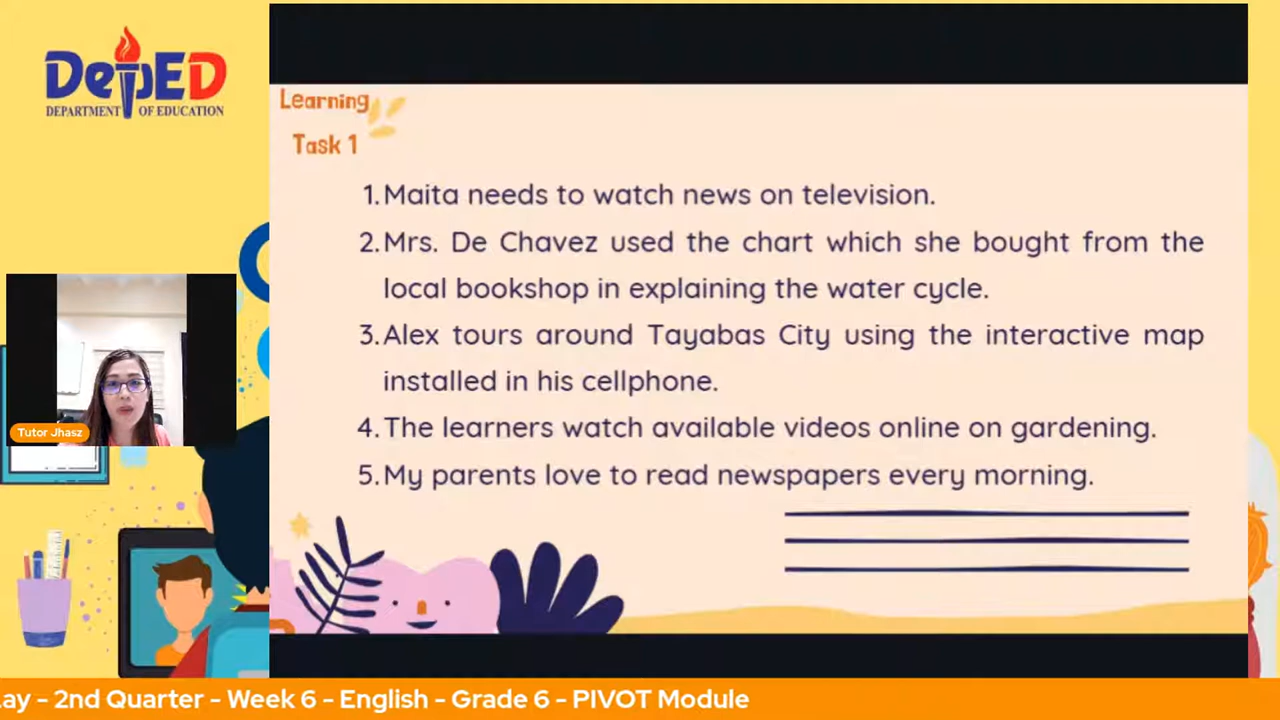 DepED
DEPARTMENT OF EDUCATION
Learning
Task 1
1. Maita needs to watch news on television.
2. Mrs. De Chavez used the chart which she bought from the
local bookshop in explaining the water cycle.
3. Alex tours around Tayabas City using the interactive map
installed in his cellphone.
4. The learners watch available videos online on gardening.
5. My parents love to read newspapers every morning.
Tutor Jhasz
ay - 2nd Quarter - Week 6 - English - Grade 6 - PIVOT Module